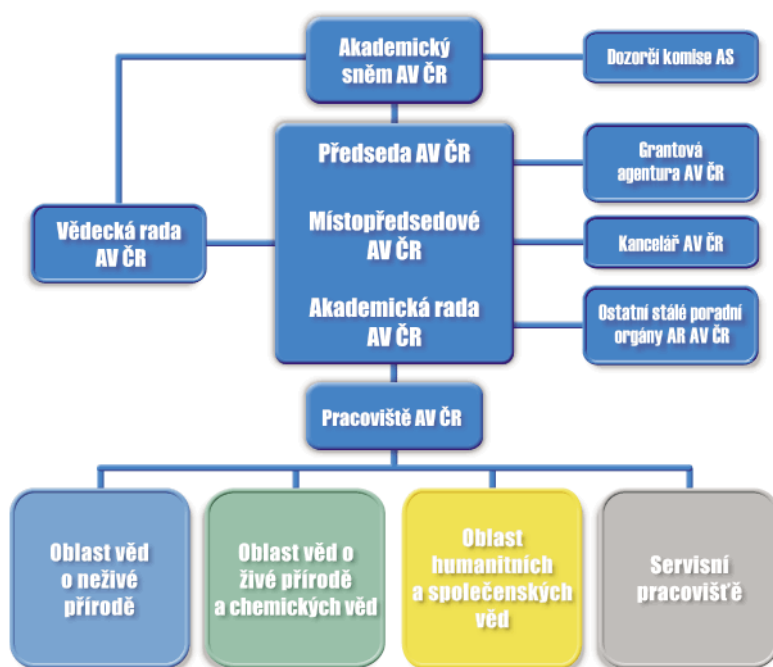 Akademický
sněm AV ČR
Dozorčí komise AS
Předseda AV ČR
Grantová
agentura AV ČR
Vědecká rada
AV ČR
Místopředsedové
AV ČR
Kancelář AV ČR
Akademická rada
AV ČR
Ostatní stálé poradní
orgány AR AV ČR
Pracoviště AV ČR
Oblast věd
o neživé
přírodě
Oblast věd o
živé přírodě
a chemických věd
Oblast
humanitních
a společenských
věd
Servisní
pracovišťě